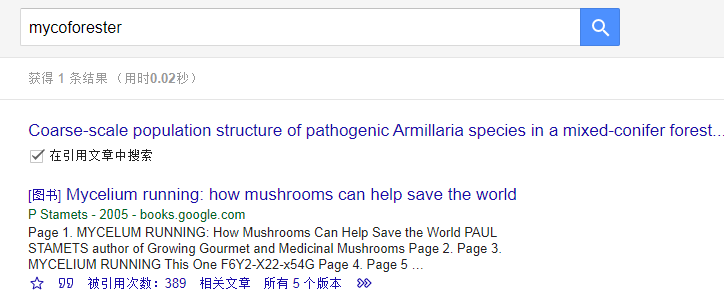 mycoforester
获得 1 条结果 （用时0.02秒）
Coarse-scale population structure of pathogenic Armillaria species in a mixed-conifer forest...
在引用文章中搜索
[图书] Mycelium running: how mushrooms can help save the world
P Stamets - 2005 - books.google.com
Page 1. MYCELUM RUNNING: How Mushrooms Can Help Save the World PAUL
STAMETS author of Growing Gourmet and Medicinal Mushrooms Page 2. Page 3.
MYCELIUM RUNNING This One F6Y2-X22-x54G Page 4. Page 5 ...
被引用次数：389 相关文章 所有 5 个版本